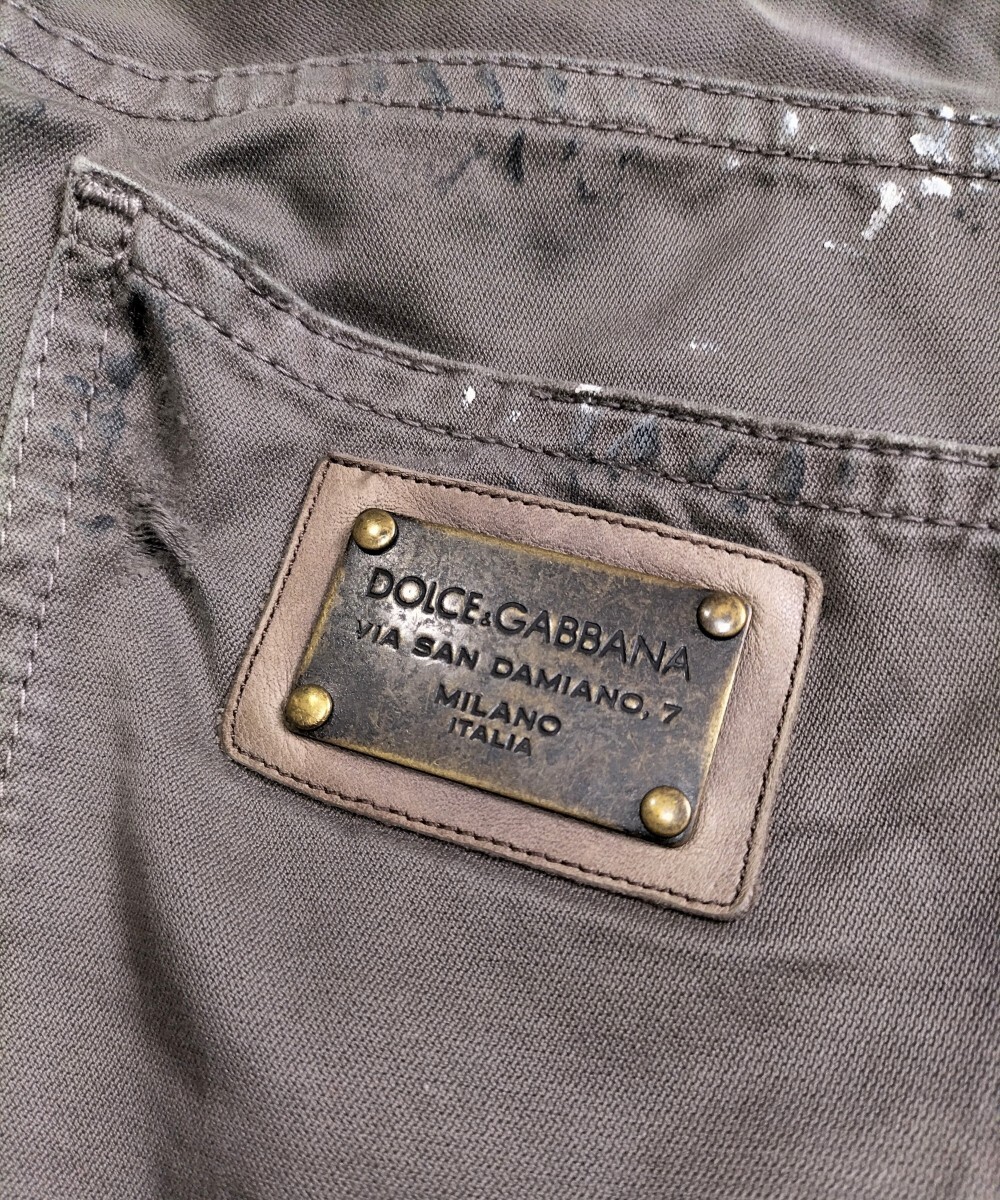 DOLCE&GABBANA
VIA SAN DAMIANO, 7
MILANO
ITALIA